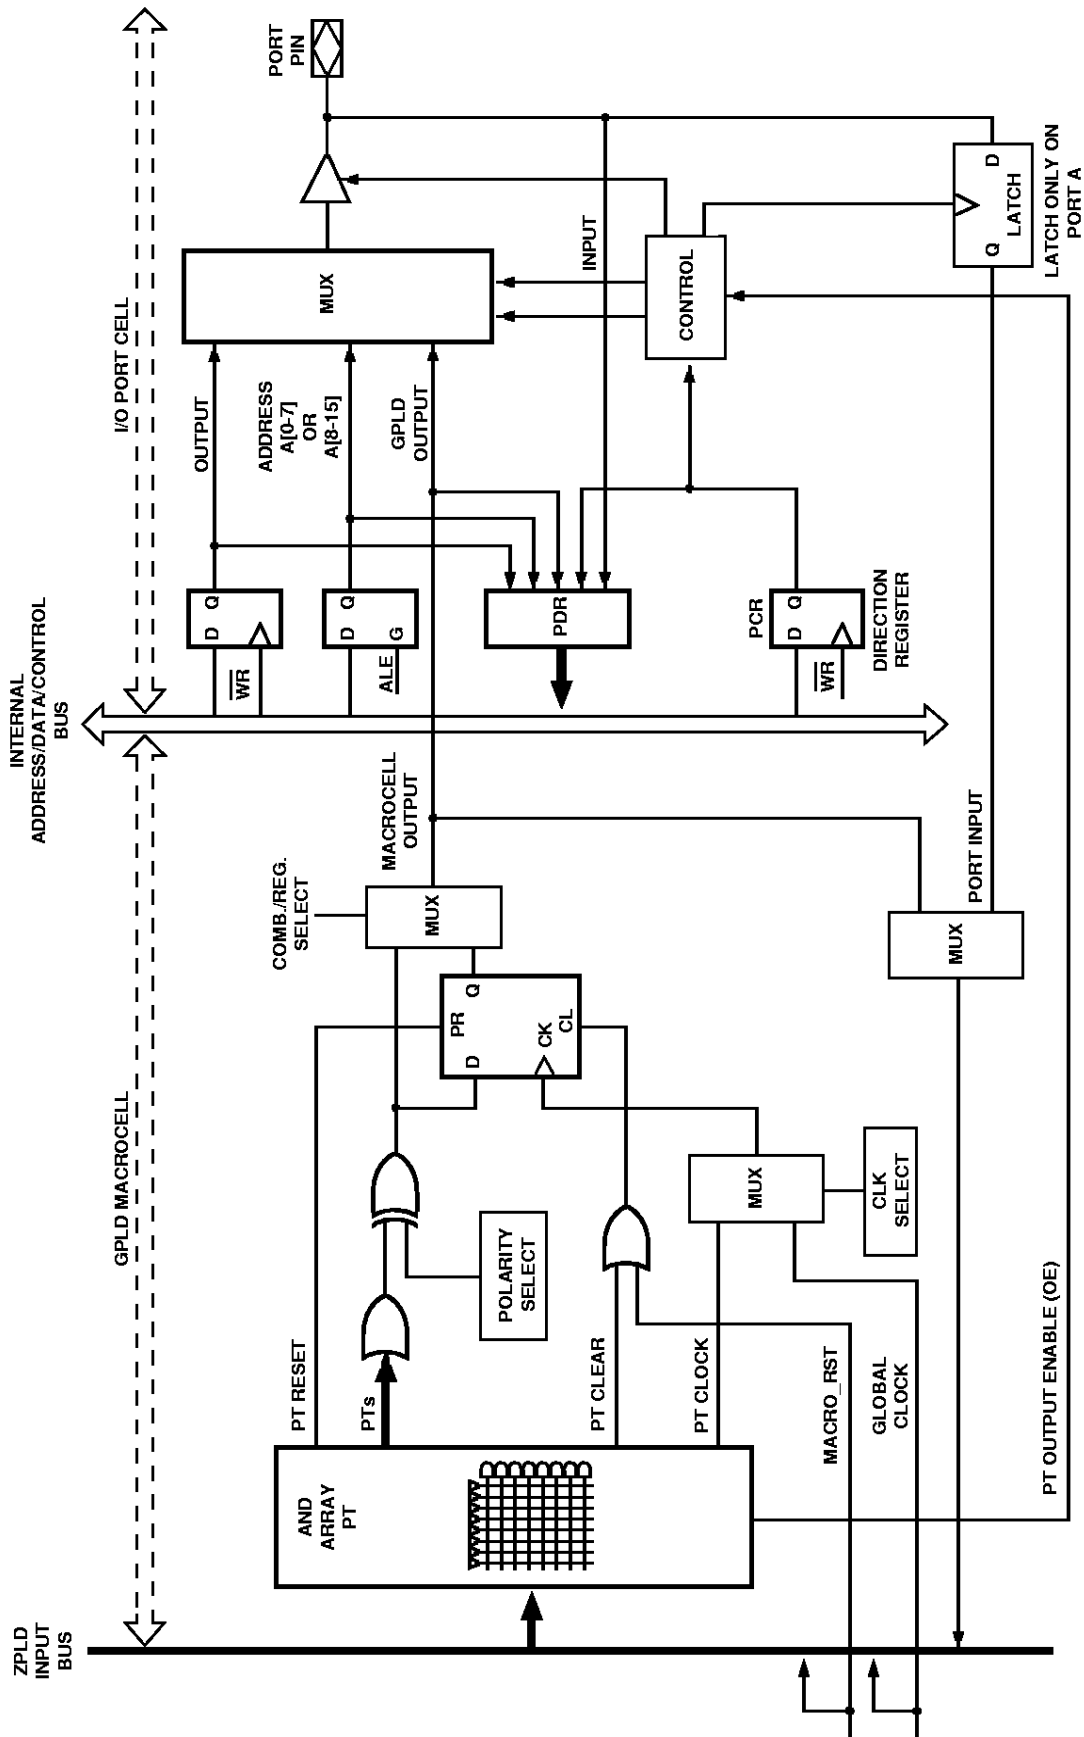 ZPLD
INPUT
BUS
GPLD MACROCELL
INTERNAL
ADDRESS/DATA/CONTROL
BUS
I/O PORT CELL
AND
ARRAY
PT
PT RESET
PTs
PT CLEAR
PT CLOCK
MACRO_RST
GLOBAL
CLOCK
PT OUTPUT ENABLE (OE)
POLARITY
SELECT
MUX
CLK
SELECT
PR
D
Q
CK
CL
COMB./REG.
SELECT
MUX
MACROCELL
OUTPUT
MUX
PORT INPUT
WR
D Q
ALE
D Q
G
PDR
PCR
D Q
WR
DIRECTION
REGISTER
OUTPUT
ADDRESS
A[0-7]
OR
A[8-15]
GPLD
OUTPUT
MUX
INPUT
CONTROL
PORT
PIN
Q D
LATCH
LATCH ONLY ON
PORT A